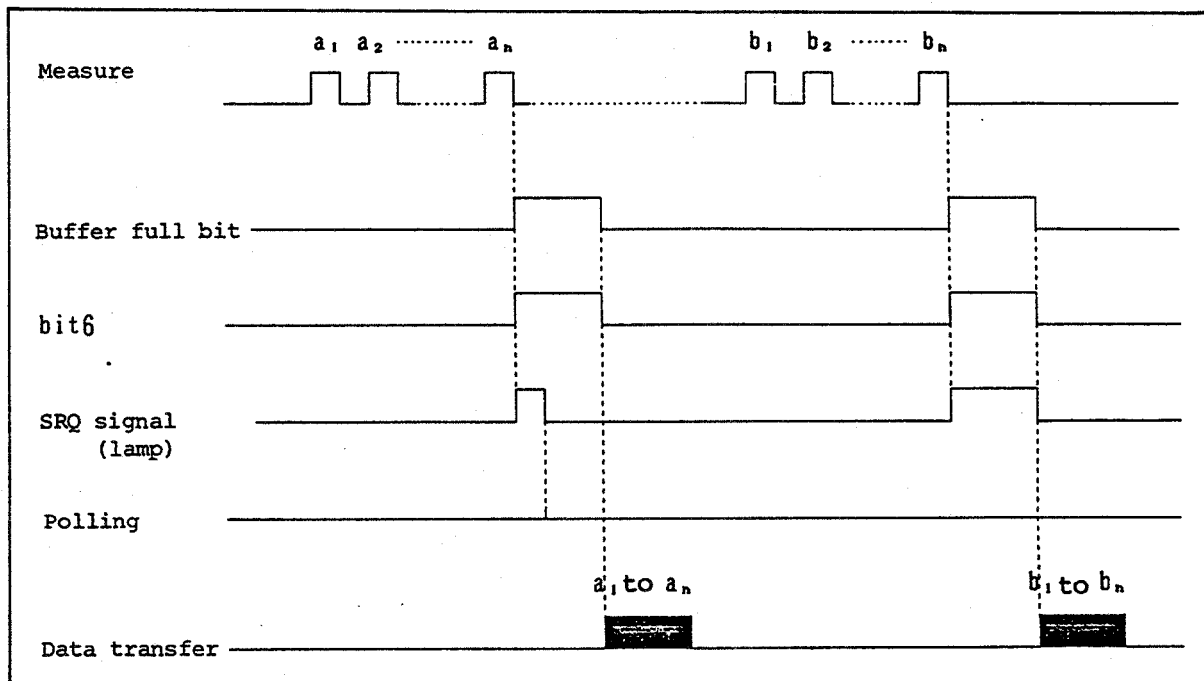 a₁ a₂ ········ aₙ b₁ b₂ ······· bₙ
Measure
Buffer full bit
bit6
SRQ signal
(lamp)
Polling
a₁ to aₙ b₁ to bₙ
Data transfer